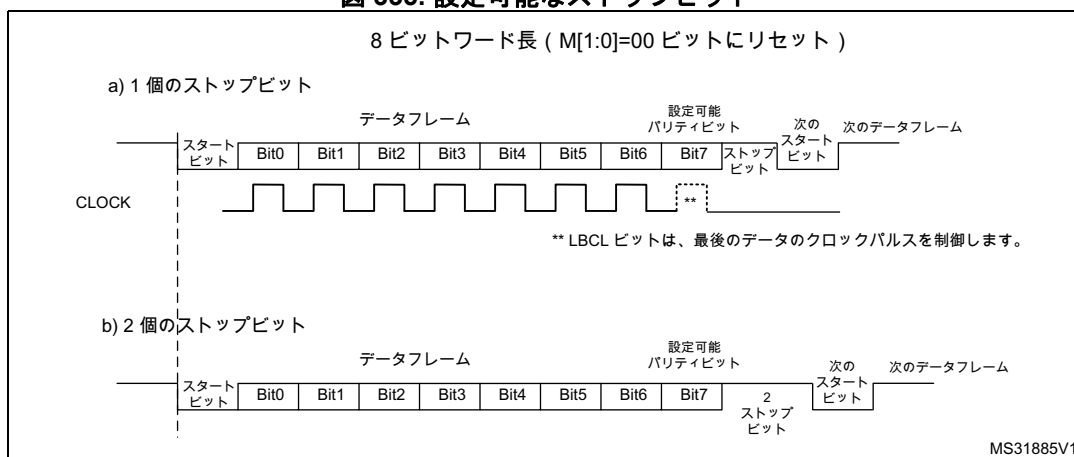 8 ビットワード長 ( M[1:0]=00 ビットにリセット )
a) 1 個のストップビット
データフレーム
設定可能
パリティビット
次の
スタート
ビット
次のデータフレーム
スタート
ビット
Bit0 Bit1 Bit2 Bit3 Bit4 Bit5 Bit6 Bit7
ストップ
ビット
CLOCK
**
** LBCL ビットは、最後のデータのクロックパルスを制御します。
b) 2 個のストップビット
データフレーム
設定可能
パリティビット
次の
スタート
ビット
次のデータフレーム
スタート
ビット
Bit0 Bit1 Bit2 Bit3 Bit4 Bit5 Bit6 Bit7
2
ストップ
ビット
MS31885V1